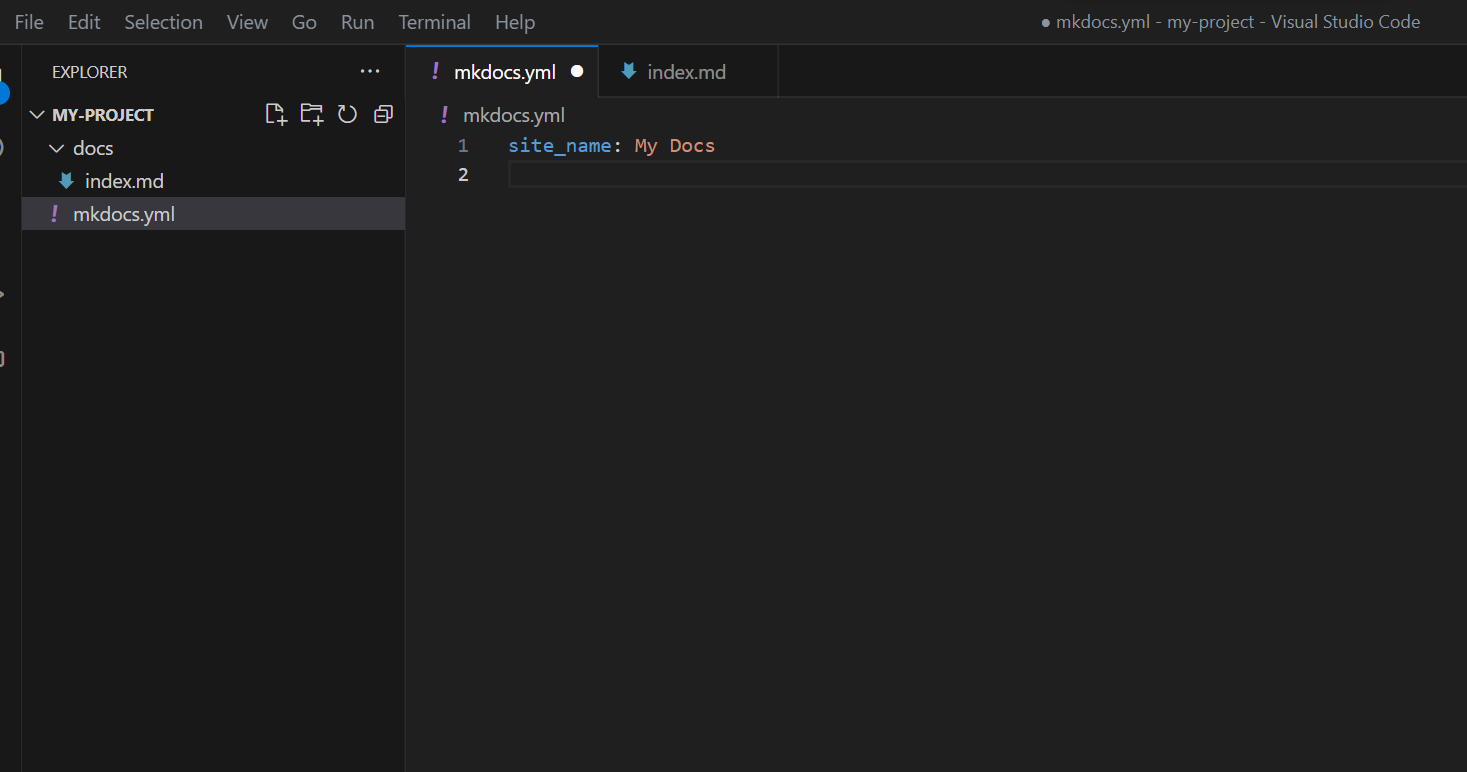 File Edit Selection View Go Run Terminal Help
● mkdocs.yml - my-project - Visual Studio Code
EXPLORER
MY-PROJECT
docs
index.md
! mkdocs.yml
! mkdocs.yml ●
index.md
! mkdocs.yml
1 site_name: My Docs
2